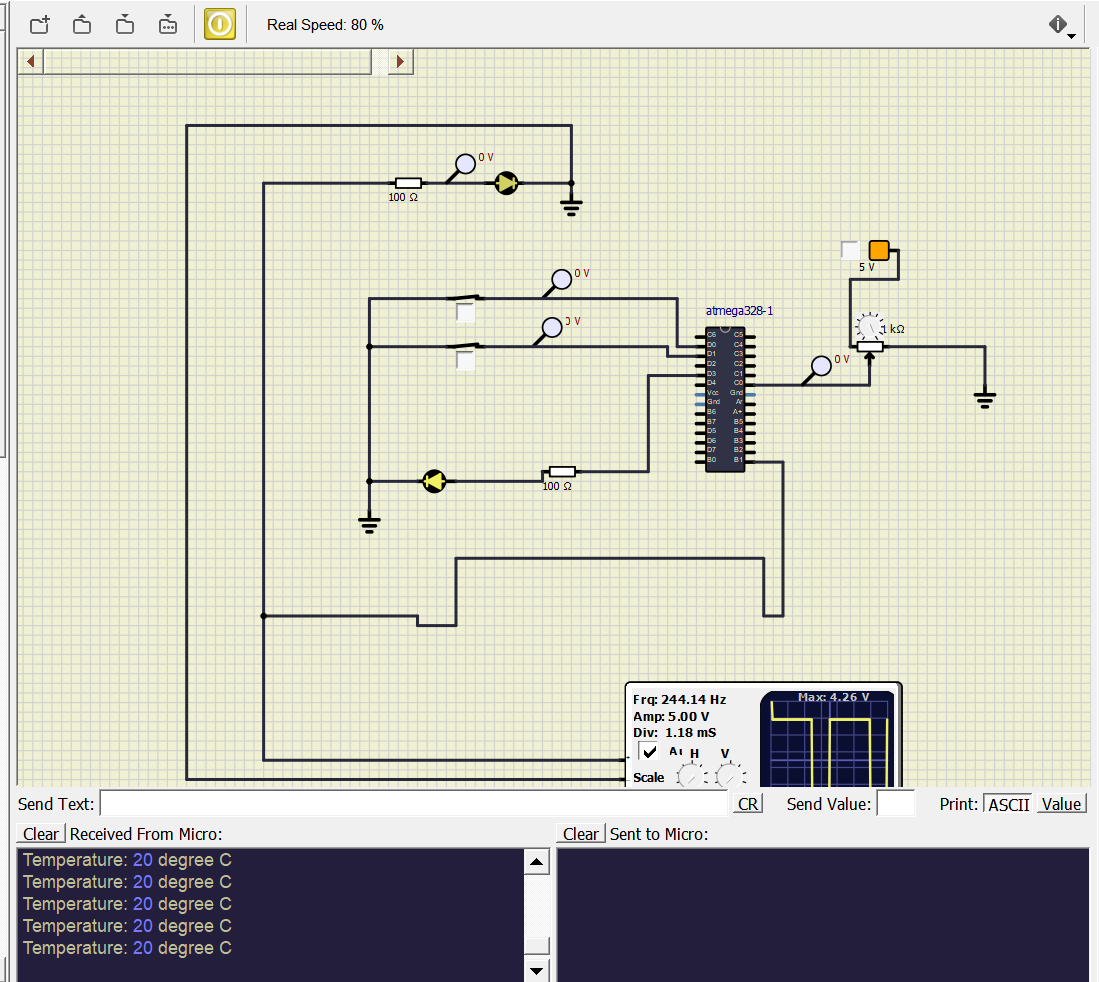 Real Speed: 80 %
0 V
100 Ω
5 V
0 V
atmega328-1
0 V
1 kΩ
0 V
C6 C5
D0 C4
D1 C3
D2 C2
D3 C1
D4 C0
Vcc Gnd
Gnd Ar
B6 A+
B7 B5
D5 B4
D6 B3
D7 B2
B0 B1
100 Ω
Frq: 244.14 Hz
Amp: 5.00 V
Div: 1.18 mS
H V
Scale
Max: 4.26 V
Send Text: CR Send Value: Print: ASCII Value
Clear Received From Micro: Clear Sent to Micro:
Temperature: 20 degree C
Temperature: 20 degree C
Temperature: 20 degree C
Temperature: 20 degree C
Temperature: 20 degree C